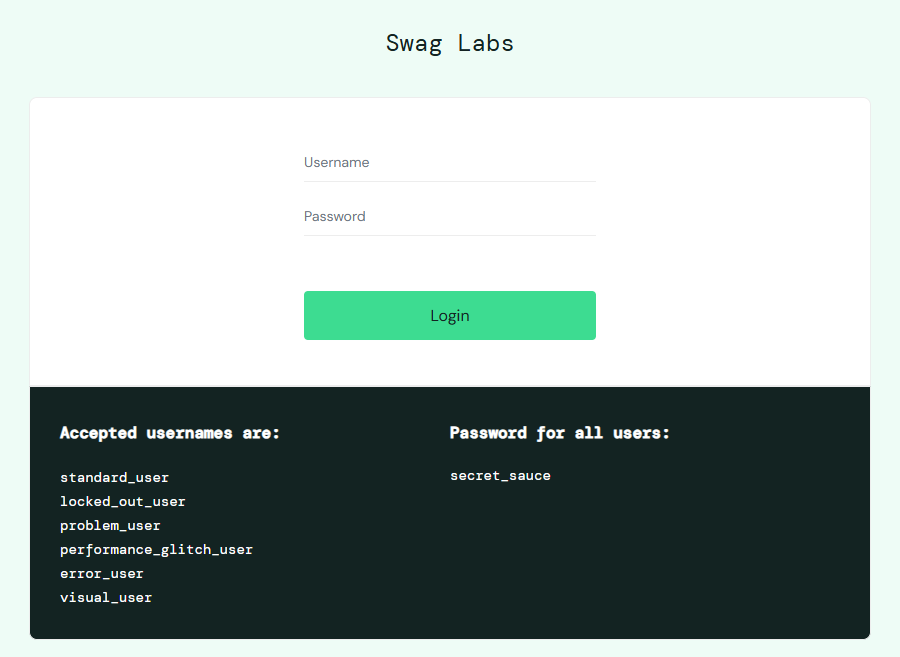 Swag Labs
Username
Password
Login
Accepted usernames are:
standard_user
locked_out_user
problem_user
performance_glitch_user
error_user
visual_user
Password for all users:
secret_sauce